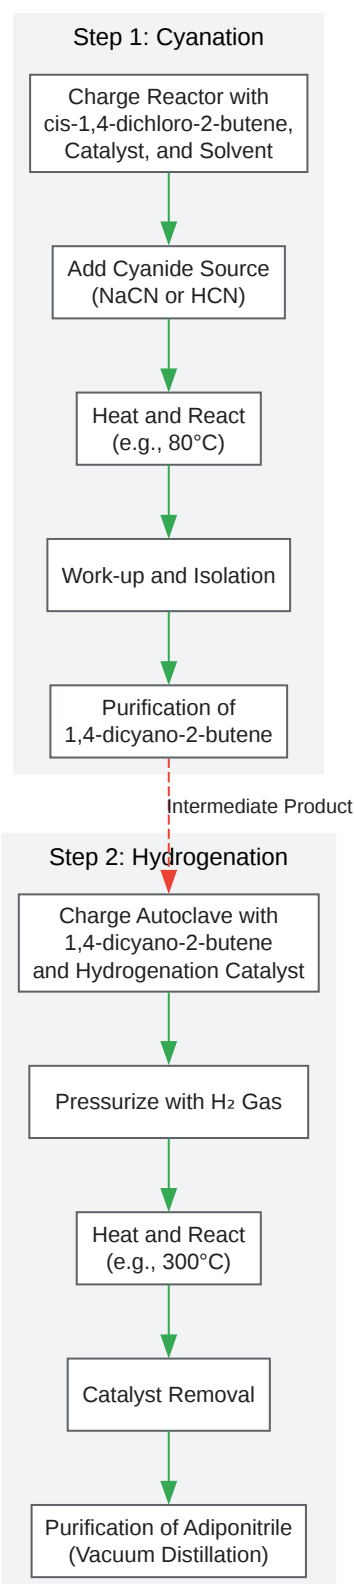 Step 1: Cyanation
Charge Reactor with
cis-1,4-dichloro-2-butene,
Catalyst, and Solvent
Add Cyanide Source
(NaCN or HCN)
Heat and React
(e.g., 80°C)
Work-up and Isolation
Purification of
1,4-dicyano-2-butene
Intermediate Product
Step 2: Hydrogenation
Charge Autoclave with
1,4-dicyano-2-butene
and Hydrogenation Catalyst
Pressurize with H₂ Gas
Heat and React
(e.g., 300°C)
Catalyst Removal
Purification of Adiponitrile
(Vacuum Distillation)